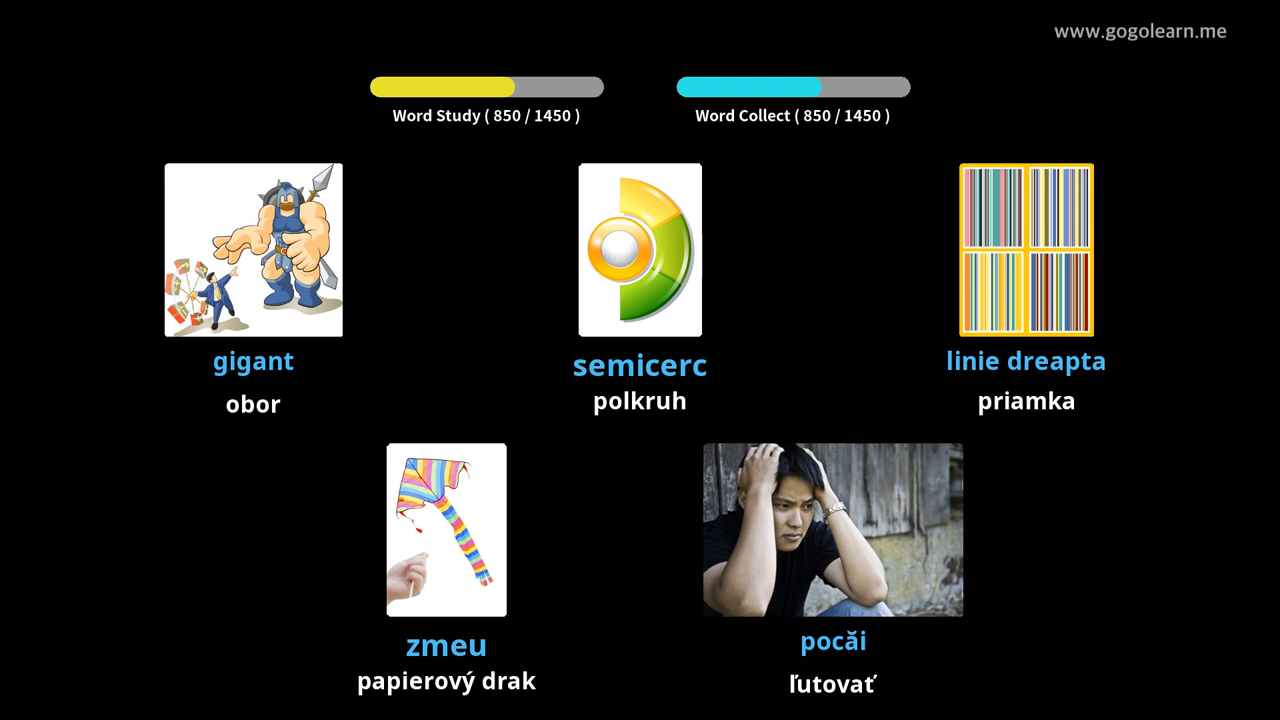 www.gogolearn.me
Word Study ( 850 / 1450 )
Word Collect ( 850 / 1450 )
gigant
obor
semicerc
polkruh
linie dreapta
priamka
zmeu
papierový drak
pocăi
ľutovať